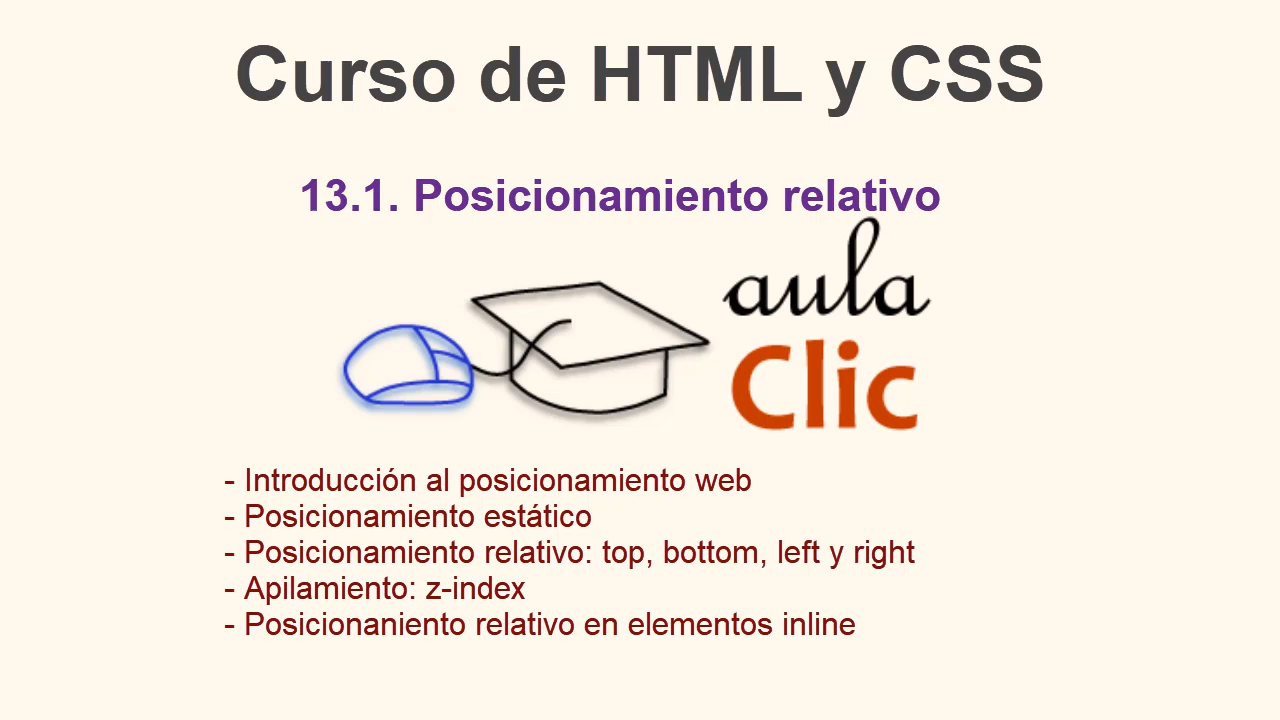 Curso de HTML y CSS
13.1. Posicionamiento relativo
aula
Clic
- Introducción al posicionamiento web
- Posicionamiento estático
- Posicionamiento relativo: top, bottom, left y right
- Apilamiento: z-index
- Posicionaniento relativo en elementos inline